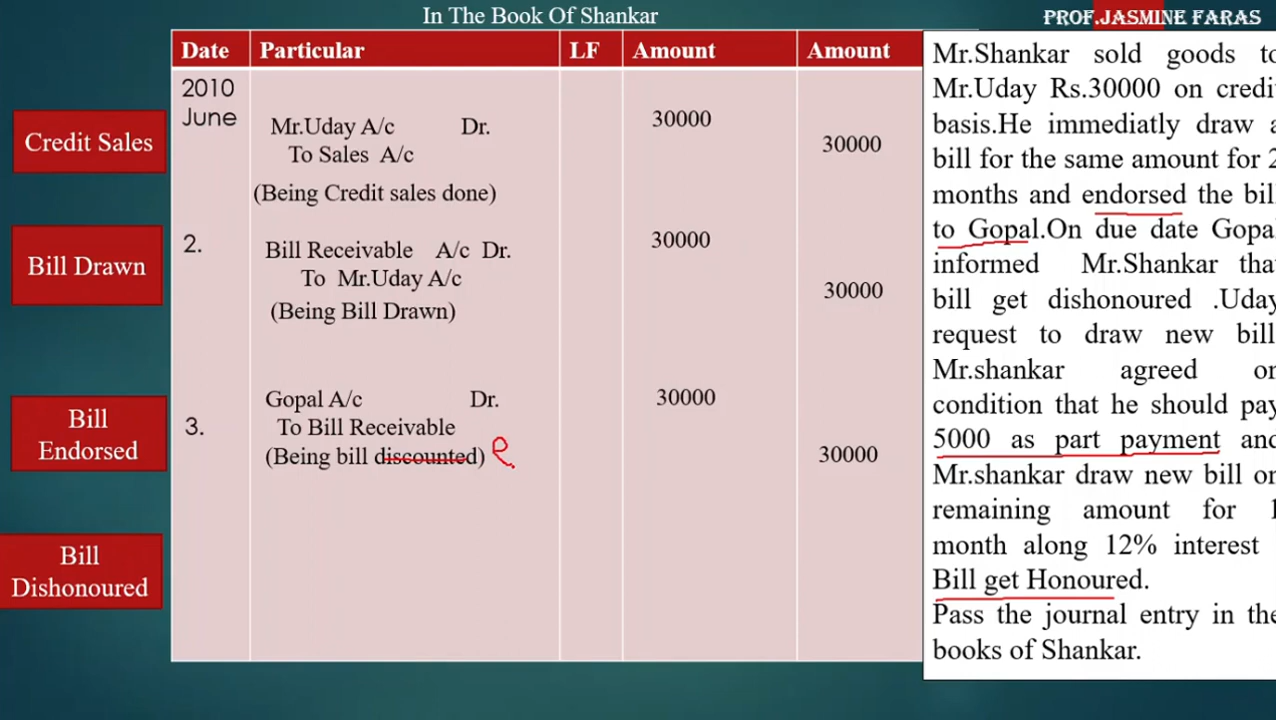 In The Book Of Shankar
PROF.JASMINE FARAS
Date Particular LF Amount Amount
2010
June
Credit Sales
Mr.Uday A/c Dr. 30000
To Sales A/c 30000
(Being Credit sales done)
2.
Bill Drawn
Bill Receivable A/c Dr. 30000
To Mr.Uday A/c 30000
(Being Bill Drawn)
Bill
Endorsed
3.
Gopal A/c Dr. 30000
To Bill Receivable
(Being bill discounted) e 30000
Bill
Dishonoured
Mr.Shankar sold goods to
Mr.Uday Rs.30000 on credit
basis.He immediatly draw a
bill for the same amount for 2
months and endorsed the bill
to Gopal.On due date Gopal
informed Mr.Shankar that
bill get dishonoured .Uday
request to draw new bill
Mr.shankar agreed on
condition that he should pay
5000 as part payment and
Mr.shankar draw new bill on
remaining amount for 1
month along 12% interest
Bill get Honoured.
Pass the journal entry in the
books of Shankar.